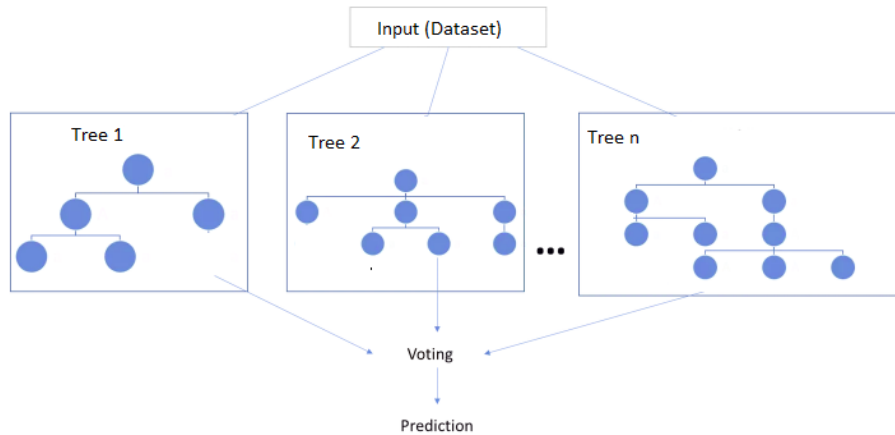 Input (Dataset)
Tree 1
Tree 2
Tree n
...
Voting
Prediction